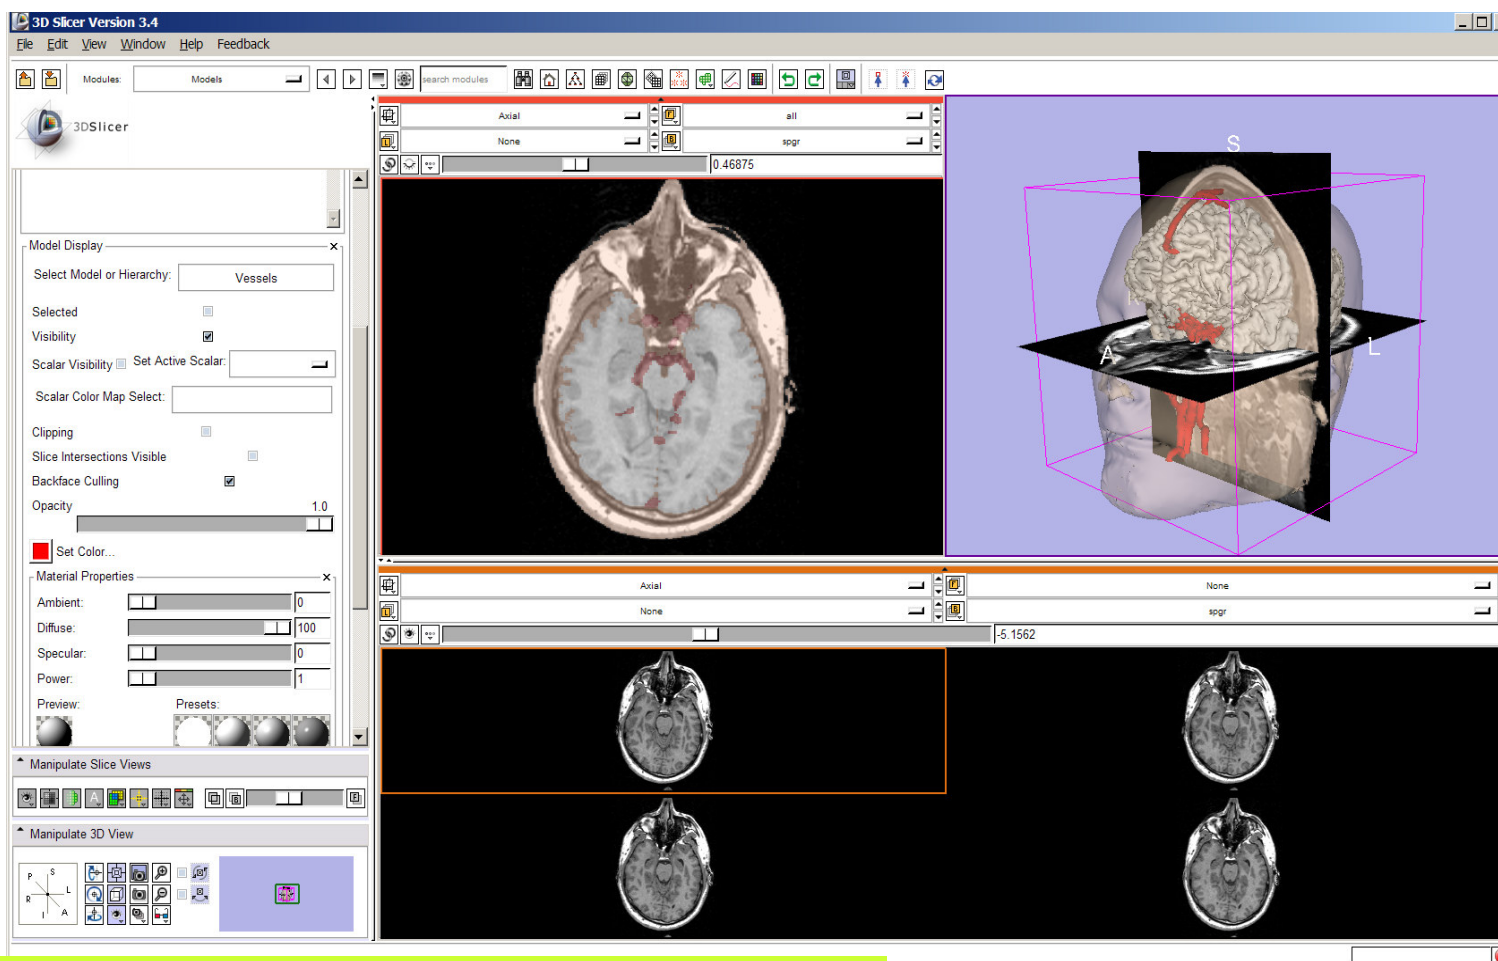 3D Slicer Version 3.4
File Edit View Window Help Feedback
Modules: Models search modules
3DSlicer
Model Display
Select Model or Hierarchy: Vessels
Selected
Visibility
Scalar Visibility Set Active Scalar:
Scalar Color Map Select:
Clipping
Slice Intersections Visible
Backface Culling
Opacity 1.0
Set Color...
Material Properties
Ambient: 0
Diffuse: 100
Specular: 0
Power: 1
Preview: Presets:
Manipulate Slice Views
Manipulate 3D View
P S
R L
I A
Axial all
None spgr
0.46875
S
A L
Axial None
None spgr
-5.1562